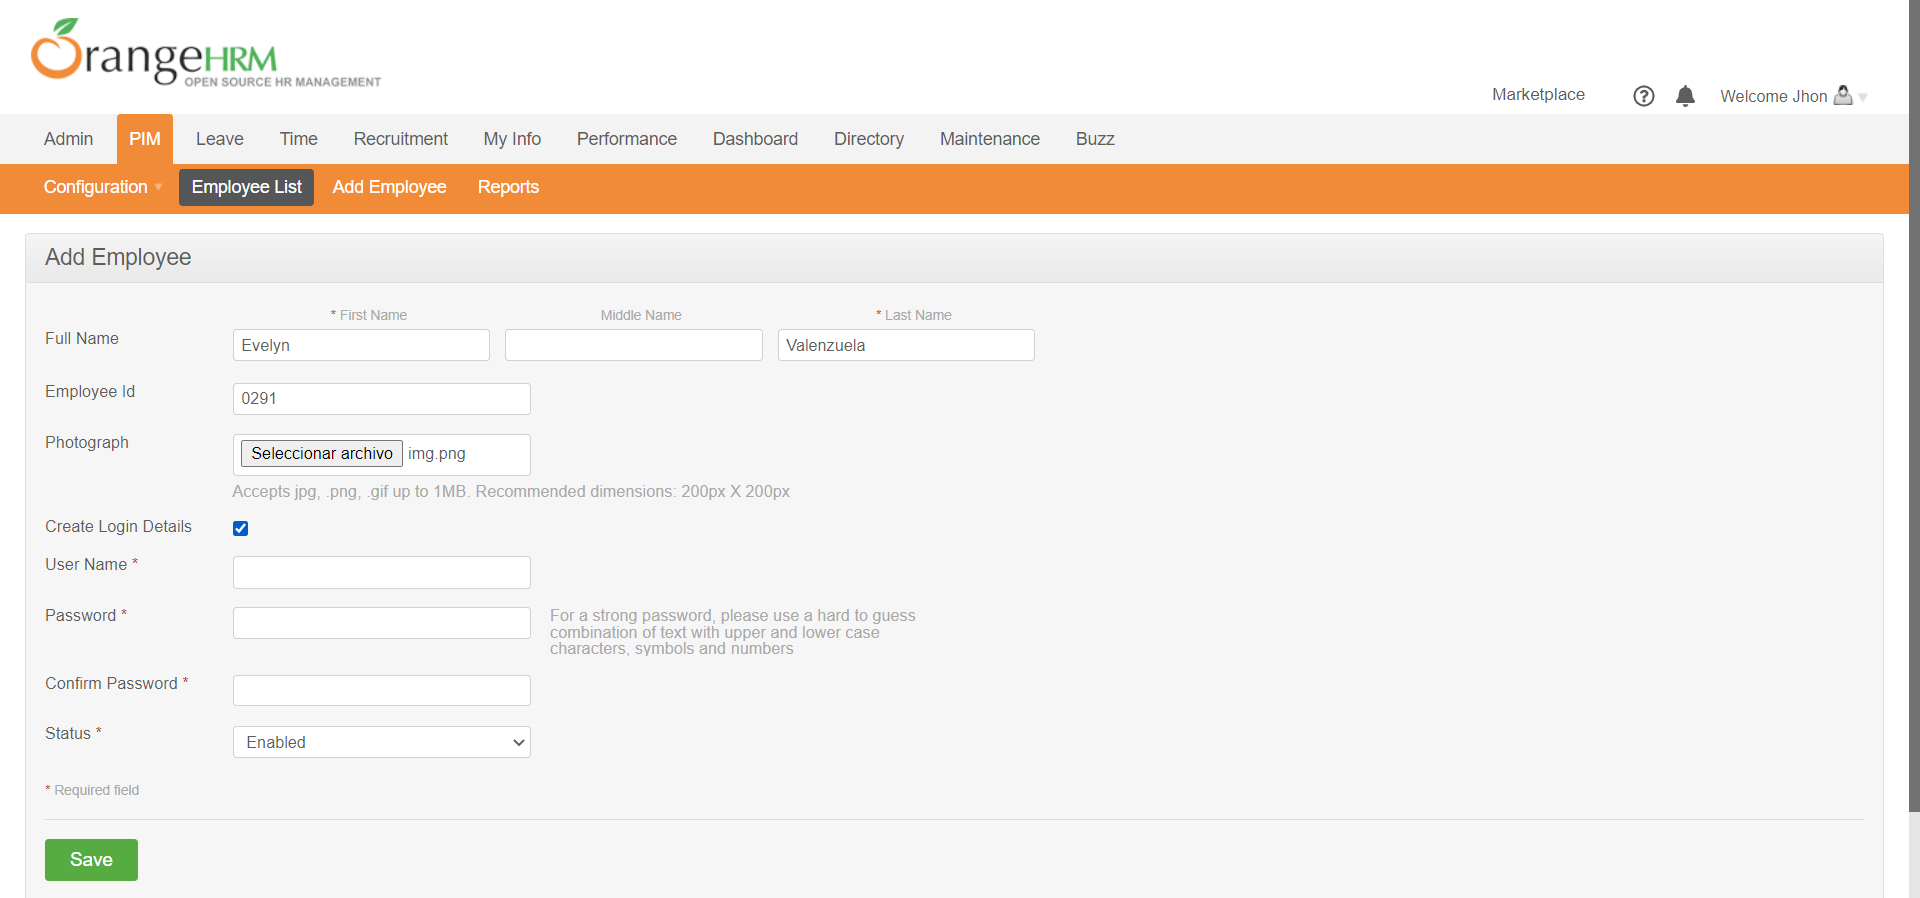 OrangeHRM
OPEN SOURCE HR MANAGEMENT
Marketplace
Welcome Jhon
Admin PIM Leave Time Recruitment My Info Performance Dashboard Directory Maintenance Buzz
Configuration Employee List Add Employee Reports
Add Employee
* First Name Middle Name * Last Name
Full Name Evelyn Valenzuela
Employee Id 0291
Photograph Seleccionar archivo img.png
Accepts jpg, .png, .gif up to 1MB. Recommended dimensions: 200px X 200px
Create Login Details
User Name *
Password * For a strong password, please use a hard to guess
combination of text with upper and lower case
characters, symbols and numbers
Confirm Password *
Status * Enabled
* Required field
Save